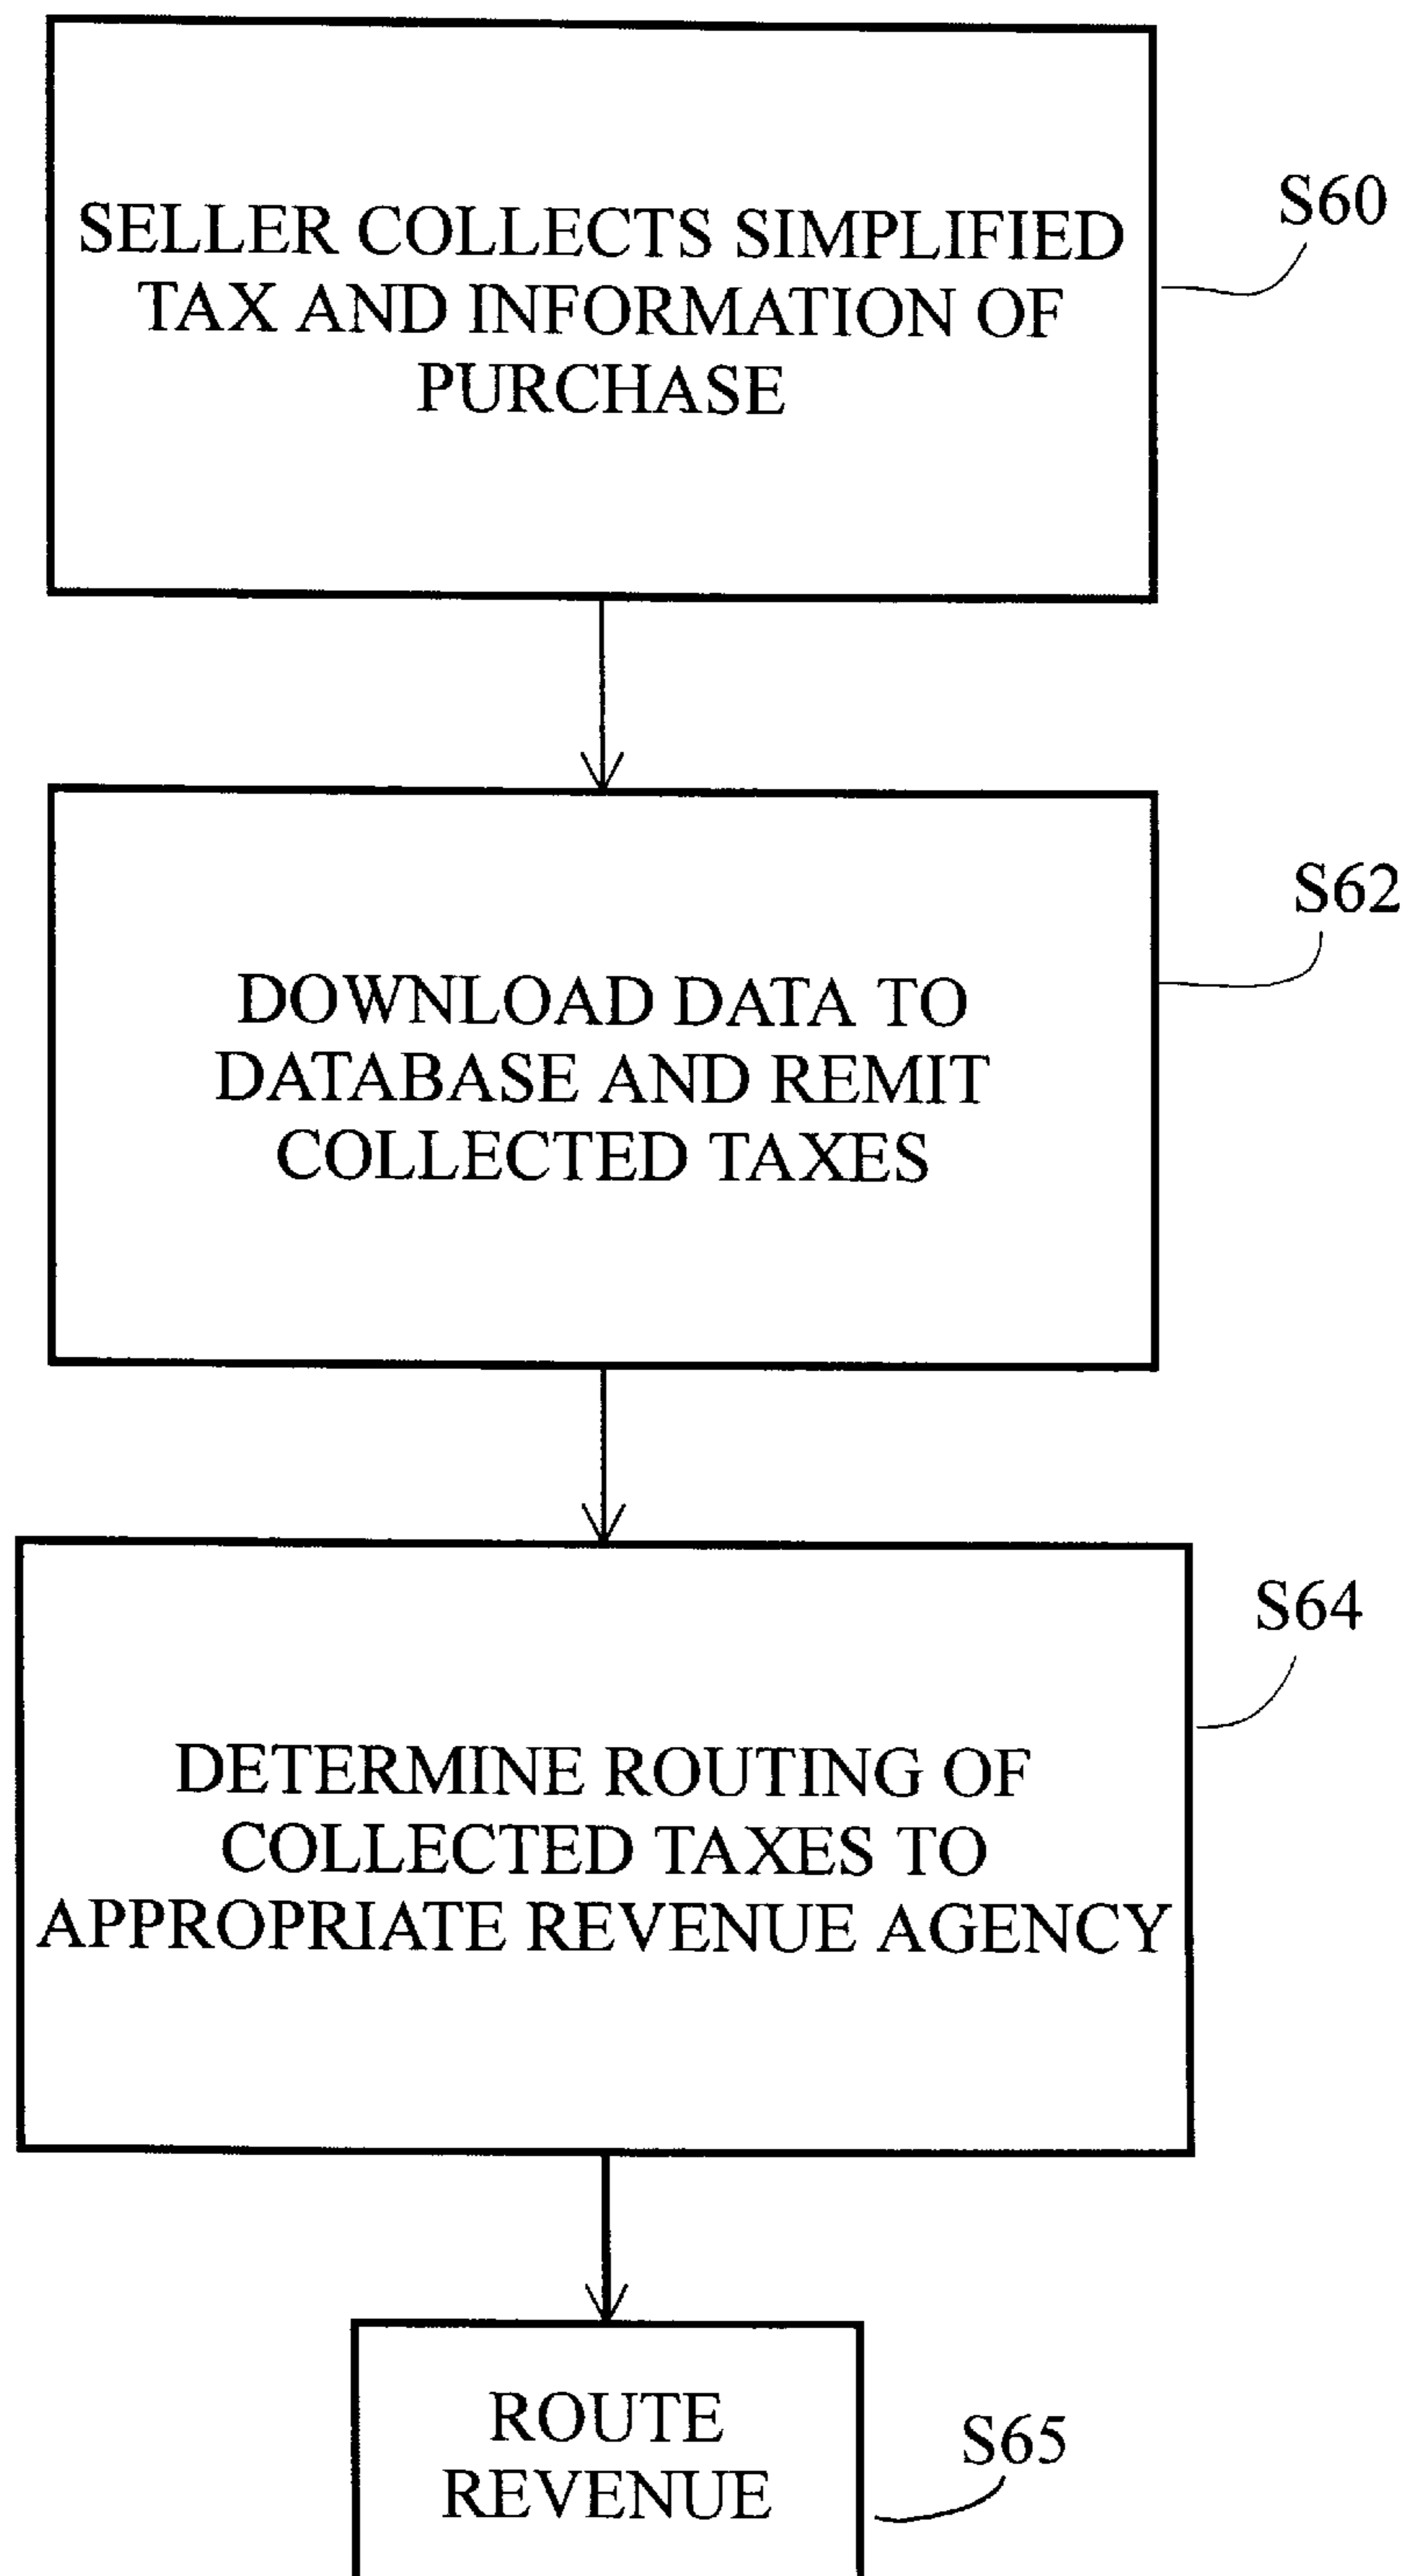 SELLER COLLECTS SIMPLIFIED
TAX AND INFORMATION OF
PURCHASE
S60
DOWNLOAD DATA TO
DATABASE AND REMIT
COLLECTED TAXES
S62
DETERMINE ROUTING OF
COLLECTED TAXES TO
APPROPRIATE REVENUE AGENCY
S64
ROUTE
REVENUE
S65